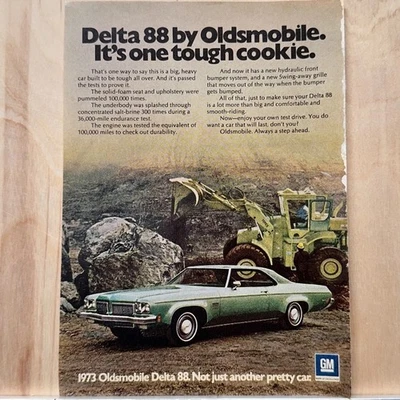 Delta 88 by Oldsmobile.
It's one tough cookie.
That's one way to say this is a big, heavy
car built to be tough all over. And it's passed
the tests to prove it.
The solid-foam seat and upholstery were
pummeled 100,000 times.
The underbody was splashed through
concentrated salt-brine 300 times during a
36,000-mile endurance test.
The engine was tested the equivalent of
100,000 miles to check out durability.
And now it has a new hydraulic front
bumper system, and a new Swing-away grille
that moves out of the way when the bumper
gets bumped.
All of that, just to make sure your Delta 88
is a lot more than big and comfortable and
smooth-riding.
Now—enjoy your own test drive. You do
want a car that will last, don't you?
Oldsmobile. Always a step ahead.
1973 Oldsmobile Delta 88. Not just another pretty car.
GM